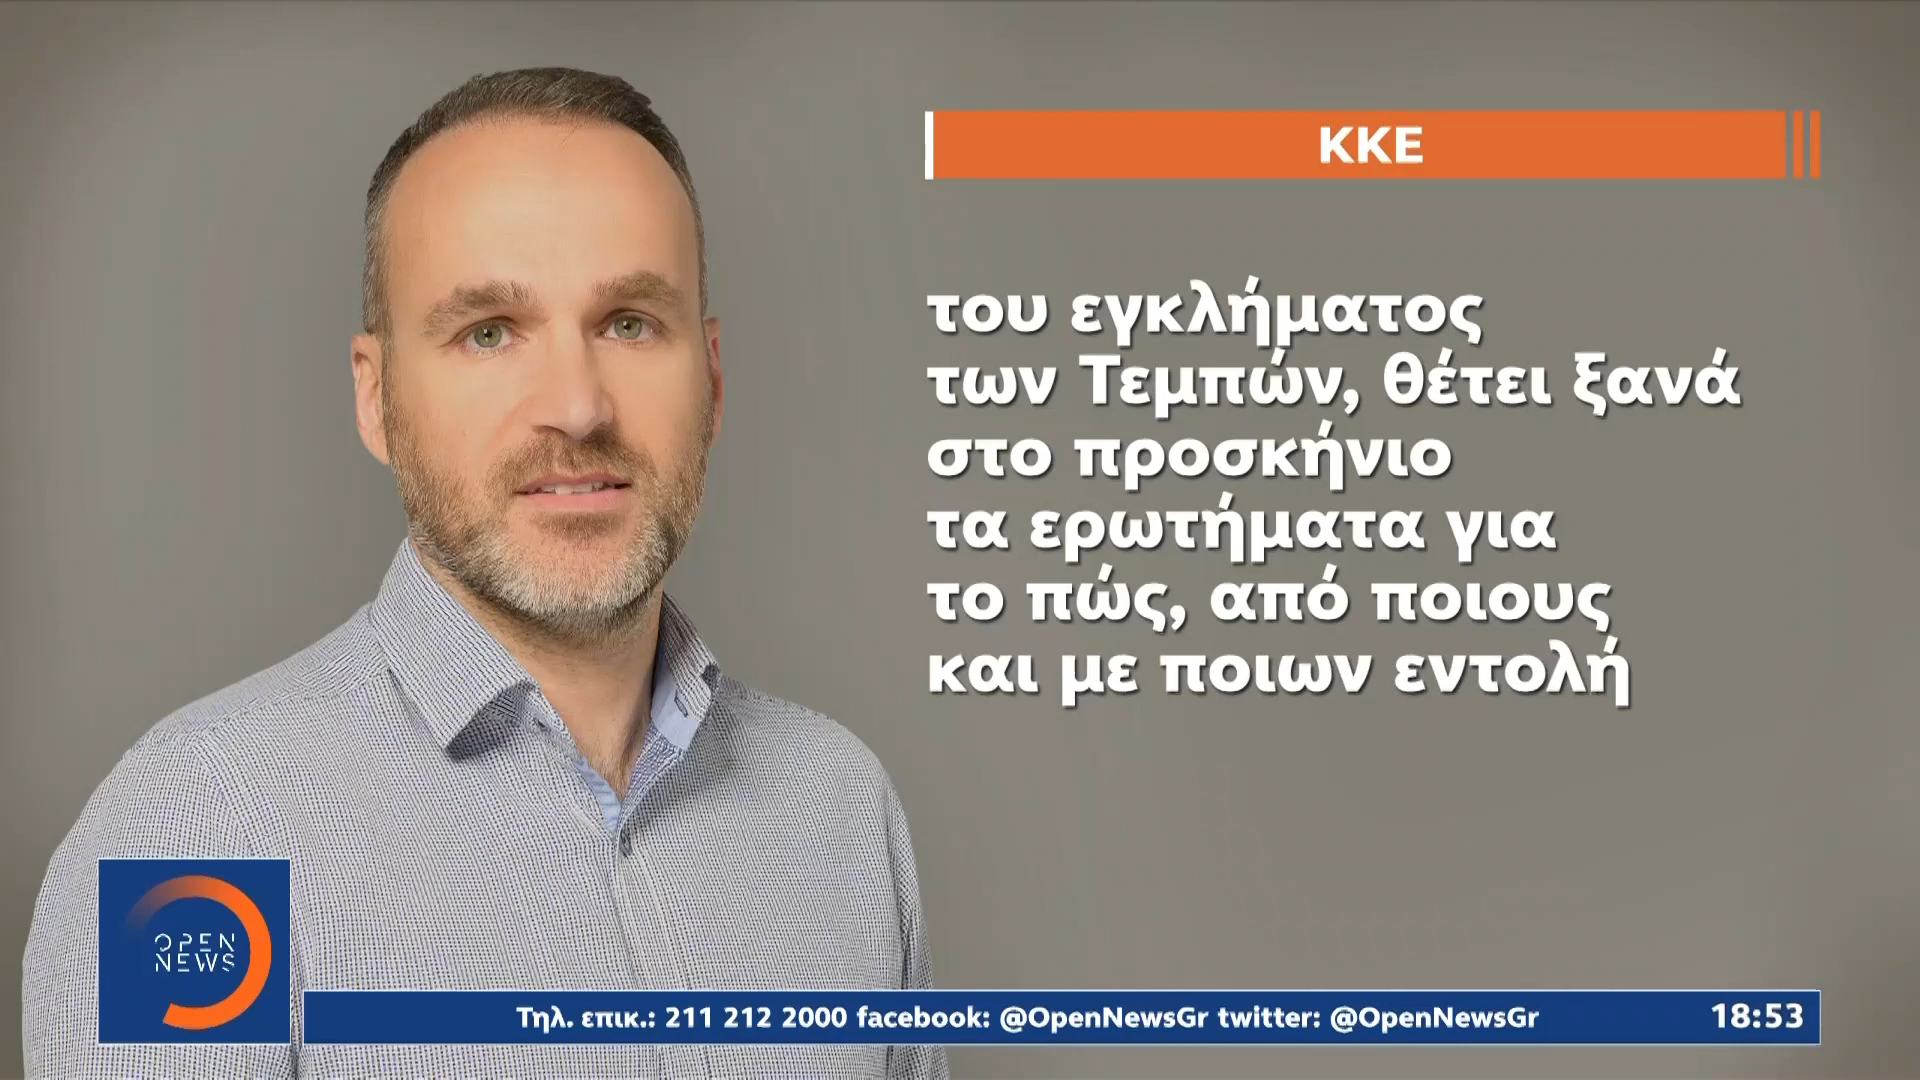 ΚΚΕ
του εγκλήματος
των Τεμπών, θέτει ξανά
στο προσκήνιο
τα ερωτήματα για
το πώς, από ποιους
και με ποιων εντολή
OPEN
NEWS
Τηλ. επικ.: 211 212 2000 facebook: @OpenNewsGr twitter: @OpenNewsGr
18:53